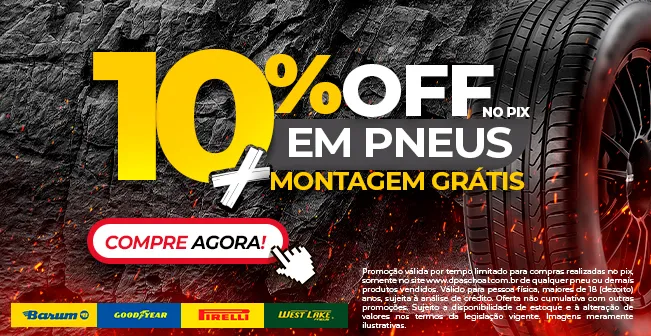 10%OFF
NO PIX
EM PNEUS
+ MONTAGEM GRÁTIS
COMPRE AGORA!
Promoção válida por tempo limitado para compras realizadas no pix,
somente no site www.dpaschoal.com.br de qualquer pneu ou demais
produtos vendidos. Válido para pessoa física, maiores de 18 (dezoito)
anos, sujeita à análise de crédito. Oferta não cumulativa com outras
promoções. Sujeito a disponibilidade de estoque e à alteração de
valores nos termos da legislação vigente. Imagens meramente
ilustrativas.
Barum
GOODYEAR
PIRELLI
WEST LAKE